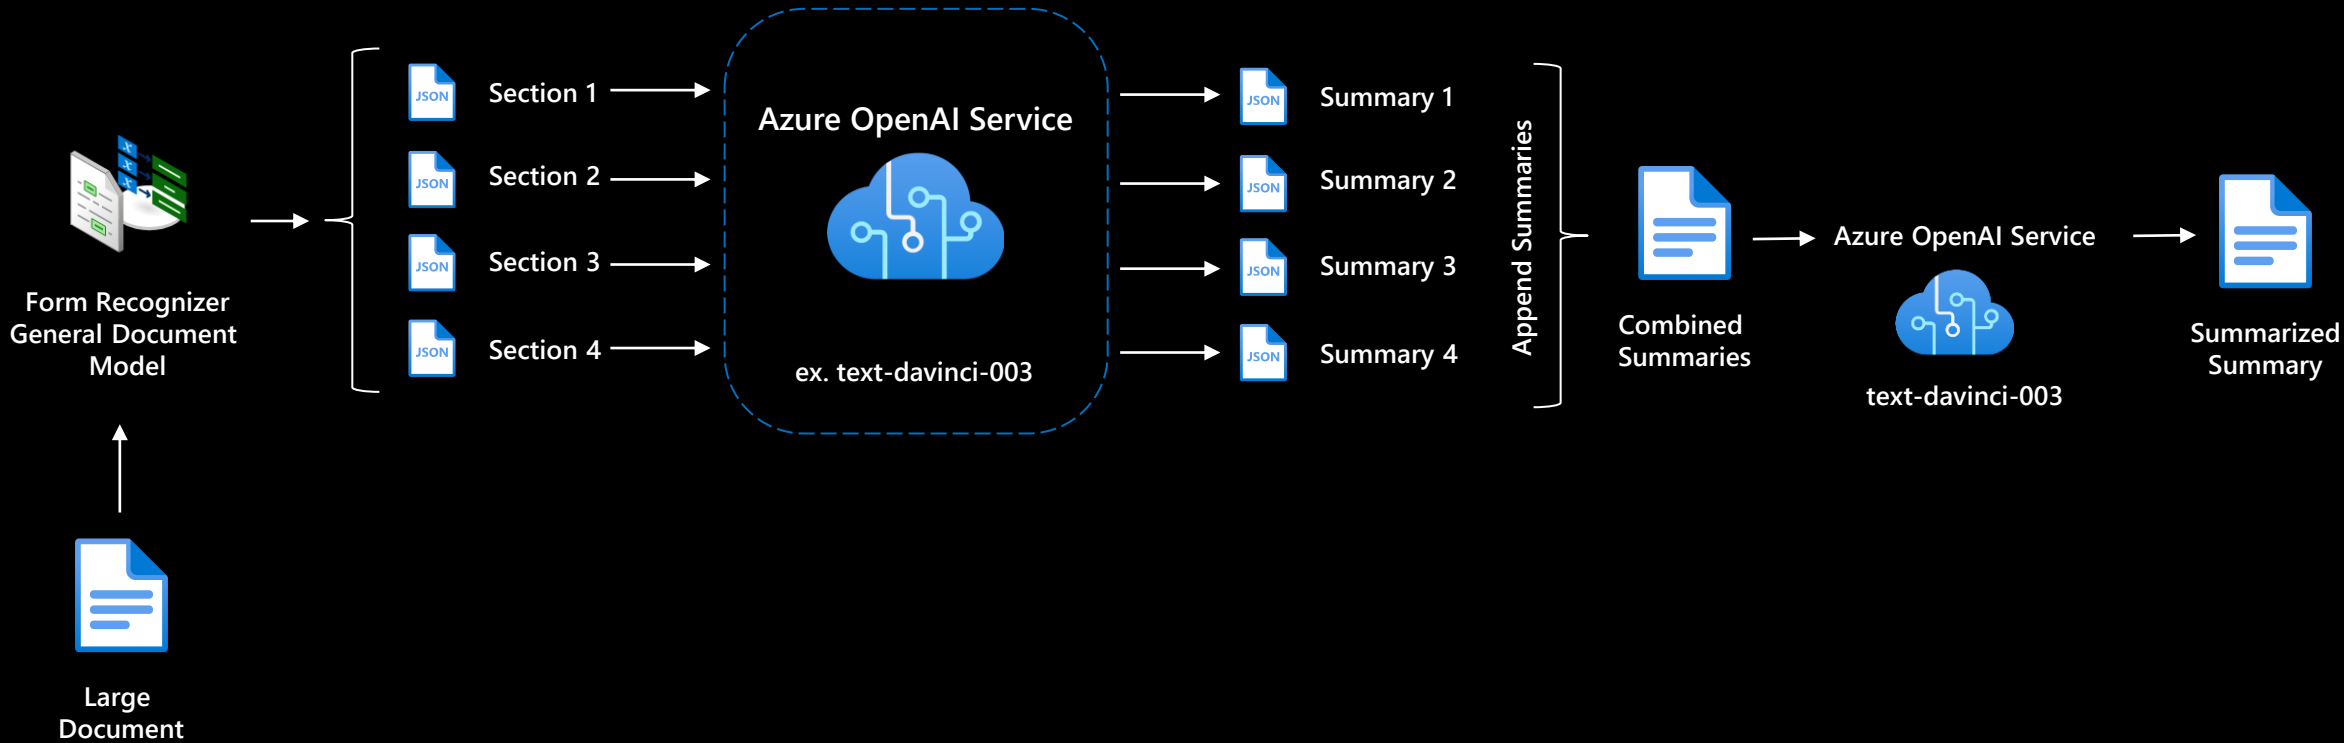 Form Recognizer
General Document
Model
Large
Document
JSON
Section 1
JSON
Section 2
JSON
Section 3
JSON
Section 4
Azure OpenAI Service
ex. text-davinci-003
JSON
Summary 1
JSON
Summary 2
JSON
Summary 3
JSON
Summary 4
Append Summaries
Combined
Summaries
Azure OpenAI Service
text-davinci-003
Summarized
Summary